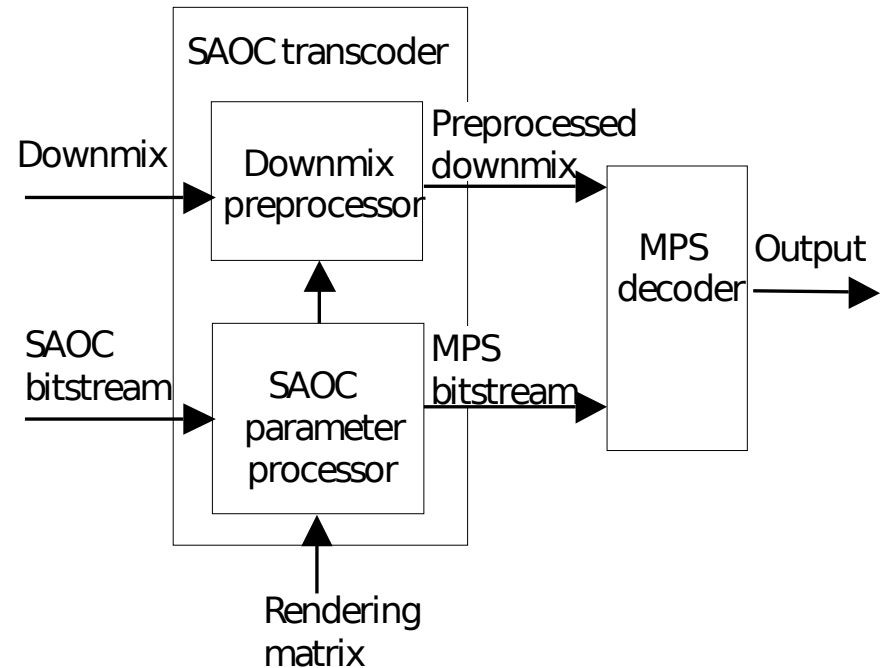 SAOC transcoder
Downmix
Downmix
preprocessor
Preprocessed
downmix
MPS
decoder
Output
SAOC
bitstream
SAOC
parameter
processor
MPS
bitstream
Rendering
matrix